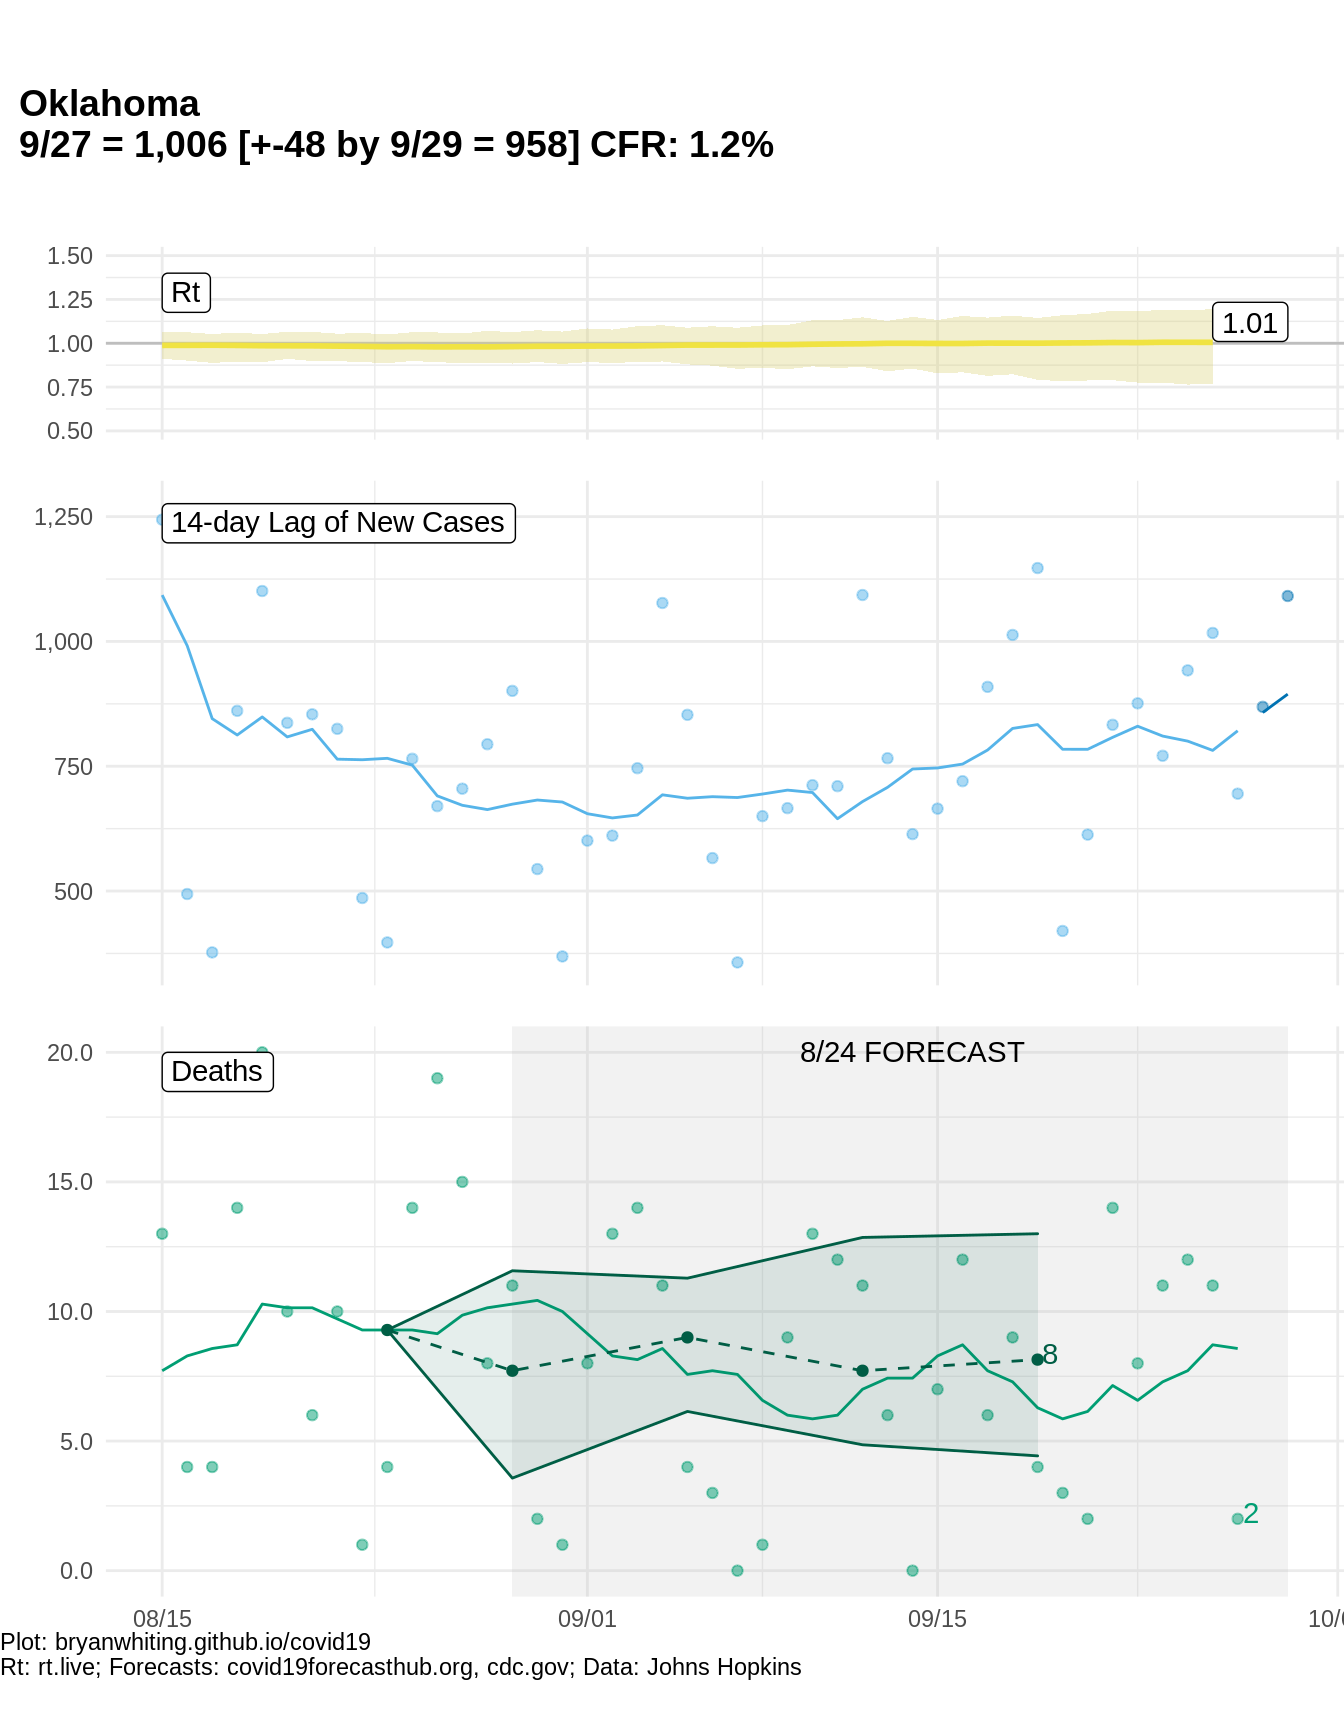 Oklahoma
9/27 = 1,006 [+-48 by 9/29 = 958] CFR: 1.2%
1.50
1.25
1.00
0.75
0.50
Rt
1.01
1,250
1,000
750
500
14-day Lag of New Cases
20.0
15.0
10.0
5.0
0.0
Deaths
8/24 FORECAST
8
2
08/15
09/01
09/15
10/0
Plot: bryanwhiting.github.io/covid19
Rt: rt.live; Forecasts: covid19forecasthub.org, cdc.gov; Data: Johns Hopkins